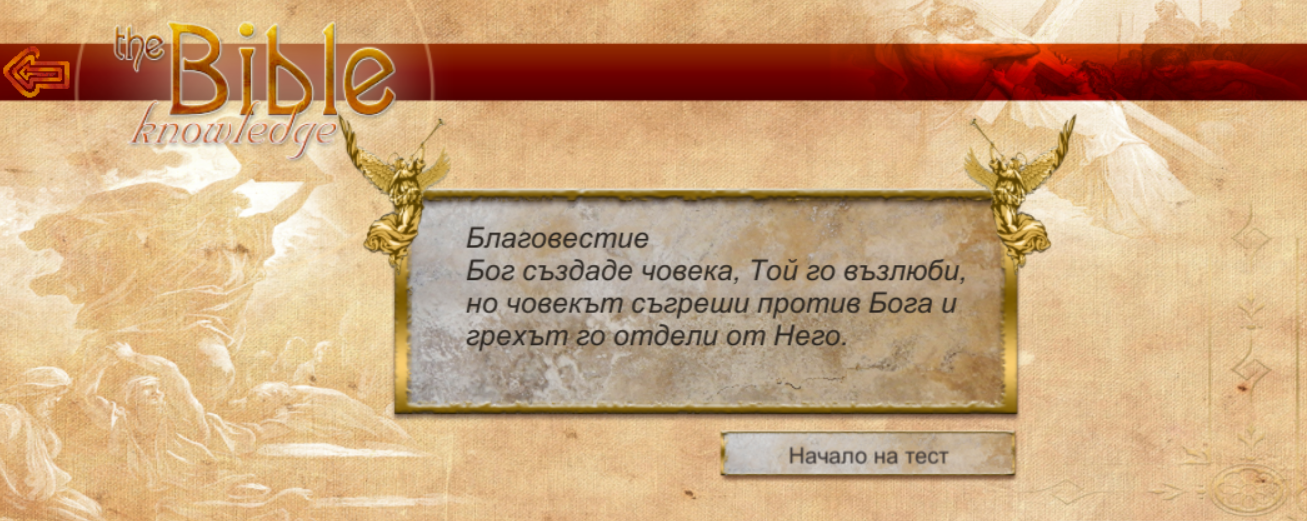 the Bible
knowledge
Благовестие
Бог създаде човека, Той го възлюби,
но човекът съгреши против Бога и
грехът го отдели от Него.
Начало на тест